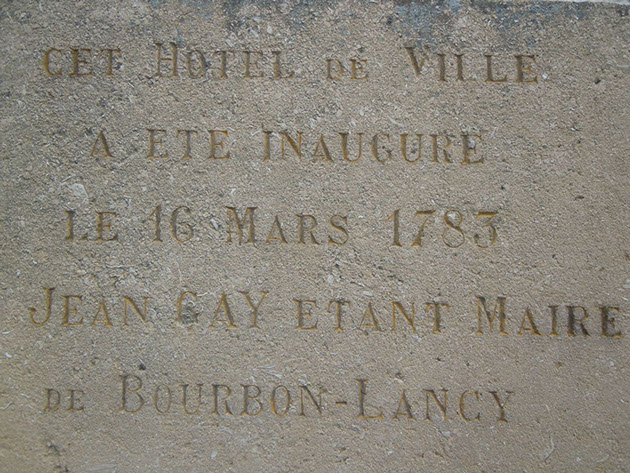 CET HOTEL DE VILLE
A ETE INAUGURE
LE 16 MARS 1783
JEAN GAY ETANT MAIRE
DE BOURBON-LANCY